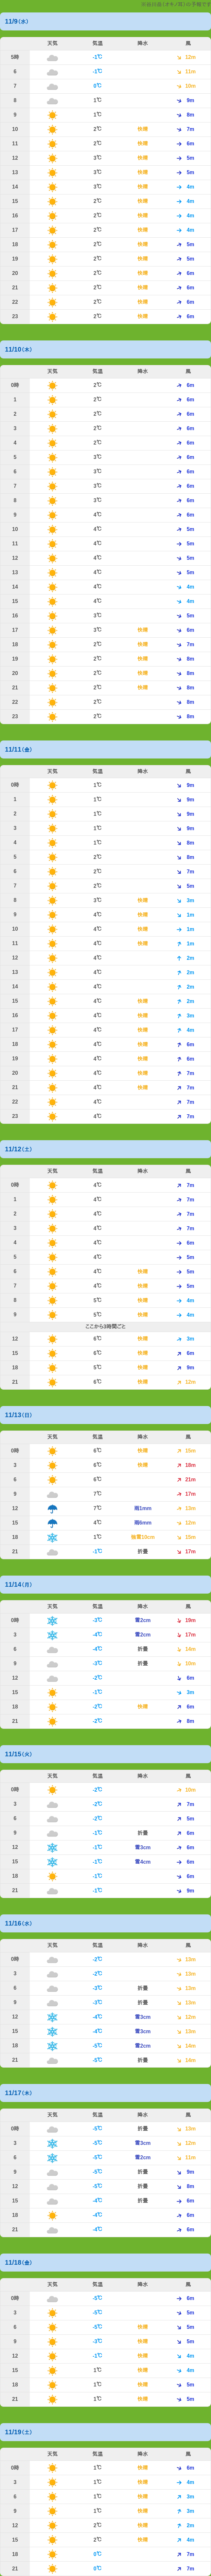 11/9(水)
天気 気温 降水 風
5時 -1℃ 12m
6 -1℃ 11m
7 0℃ 10m
8 1℃ 9m
9 1℃ 8m
10 2℃ 快晴 7m
11 2℃ 快晴 6m
12 3℃ 快晴 5m
13 3℃ 快晴 5m
14 3℃ 快晴 4m
15 2℃ 快晴 4m
16 2℃ 快晴 4m
17 2℃ 快晴 4m
18 2℃ 快晴 5m
19 2℃ 快晴 5m
20 2℃ 快晴 6m
21 2℃ 快晴 6m
22 2℃ 快晴 6m
23 2℃ 快晴 6m
11/10(木)
天気 気温 降水 風
0時 2℃ 6m
1 2℃ 6m
2 2℃ 6m
3 2℃ 6m
4 2℃ 6m
5 3℃ 6m
6 3℃ 6m
7 3℃ 6m
8 3℃ 6m
9 4℃ 6m
10 4℃ 5m
11 4℃ 5m
12 4℃ 5m
13 4℃ 5m
14 4℃ 4m
15 4℃ 4m
16 3℃ 5m
17 3℃ 快晴 6m
18 2℃ 快晴 7m
19 2℃ 快晴 8m
20 2℃ 快晴 8m
21 2℃ 快晴 8m
22 2℃ 8m
23 2℃ 8m
11/11(金)
天気 気温 降水 風
0時 1℃ 9m
1 1℃ 9m
2 1℃ 9m
3 1℃ 9m
4 1℃ 8m
5 2℃ 8m
6 2℃ 7m
7 2℃ 5m
8 3℃ 快晴 3m
9 4℃ 快晴 1m
10 4℃ 快晴 1m
11 4℃ 快晴 1m
12 4℃ 2m
13 4℃ 2m
14 4℃ 2m
15 4℃ 快晴 2m
16 4℃ 快晴 3m
17 4℃ 快晴 4m
18 4℃ 快晴 6m
19 4℃ 快晴 6m
20 4℃ 快晴 7m
21 4℃ 快晴 7m
22 4℃ 7m
23 4℃ 7m
11/12(土)
天気 気温 降水 風
0時 4℃ 7m
1 4℃ 7m
2 4℃ 7m
3 4℃ 7m
4 4℃ 6m
5 4℃ 5m
6 4℃ 快晴 5m
7 4℃ 快晴 5m
8 5℃ 快晴 4m
9 5℃ 快晴 4m
ここから3時間ごと
12 6℃ 快晴 3m
15 6℃ 快晴 6m
18 5℃ 快晴 9m
21 6℃ 快晴 12m
11/13(日)
天気 気温 降水 風
0時 6℃ 快晴 15m
3 6℃ 快晴 18m
6 6℃ 21m
9 7℃ 17m
12 7℃ 雨1mm 13m
15 4℃ 雨6mm 12m
18 1℃ 10cm 15m
21 -1℃ 折曇 17m
11/14(月)
天気 気温 降水 風
0時 -3℃ 雪2cm 19m
3 -4℃ 雪2cm 17m
6 -4℃ 折曇 14m
9 -3℃ 折曇 10m
12 -2℃ 6m
15 -1℃ 3m
18 -2℃ 快晴 6m
21 -2℃ 8m
11/15(火)
天気 気温 降水 風
0時 -2℃ 10m
3 -2℃ 7m
6 -2℃ 5m
9 -1℃ 折曇 6m
12 -1℃ 雪3cm 6m
15 -1℃ 雪4cm 6m
18 -1℃ 6m
21 -1℃ 9m
11/16(水)
天気 気温 降水 風
0時 -2℃ 13m
3 -2℃ 13m
6 -3℃ 折曇 13m
9 -3℃ 折曇 13m
12 -4℃ 雪3cm 12m
15 -4℃ 雪3cm 13m
18 -5℃ 雪2cm 14m
21 -5℃ 折曇 14m
11/17(木)
天気 気温 降水 風
0時 -5℃ 折曇 13m
3 -5℃ 雪3cm 12m
6 -5℃ 雪2cm 11m
9 -5℃ 折曇 9m
12 -5℃ 折曇 8m
15 -4℃ 折曇 6m
18 -4℃ 6m
21 -4℃ 6m
11/18(金)
天気 気温 降水 風
0時 -5℃ 6m
3 -5℃ 5m
6 -5℃ 快晴 5m
9 -3℃ 快晴 5m
12 -1℃ 快晴 4m
15 1℃ 快晴 4m
18 1℃ 快晴 5m
21 1℃ 快晴 5m
11/19(土)
天気 気温 降水 風
0時 1℃ 快晴 6m
3 1℃ 快晴 4m
6 1℃ 快晴 3m
9 1℃ 快晴 3m
12 2℃ 快晴 2m
15 2℃ 快晴 4m
18 0℃ 7m
21 0℃ 7m